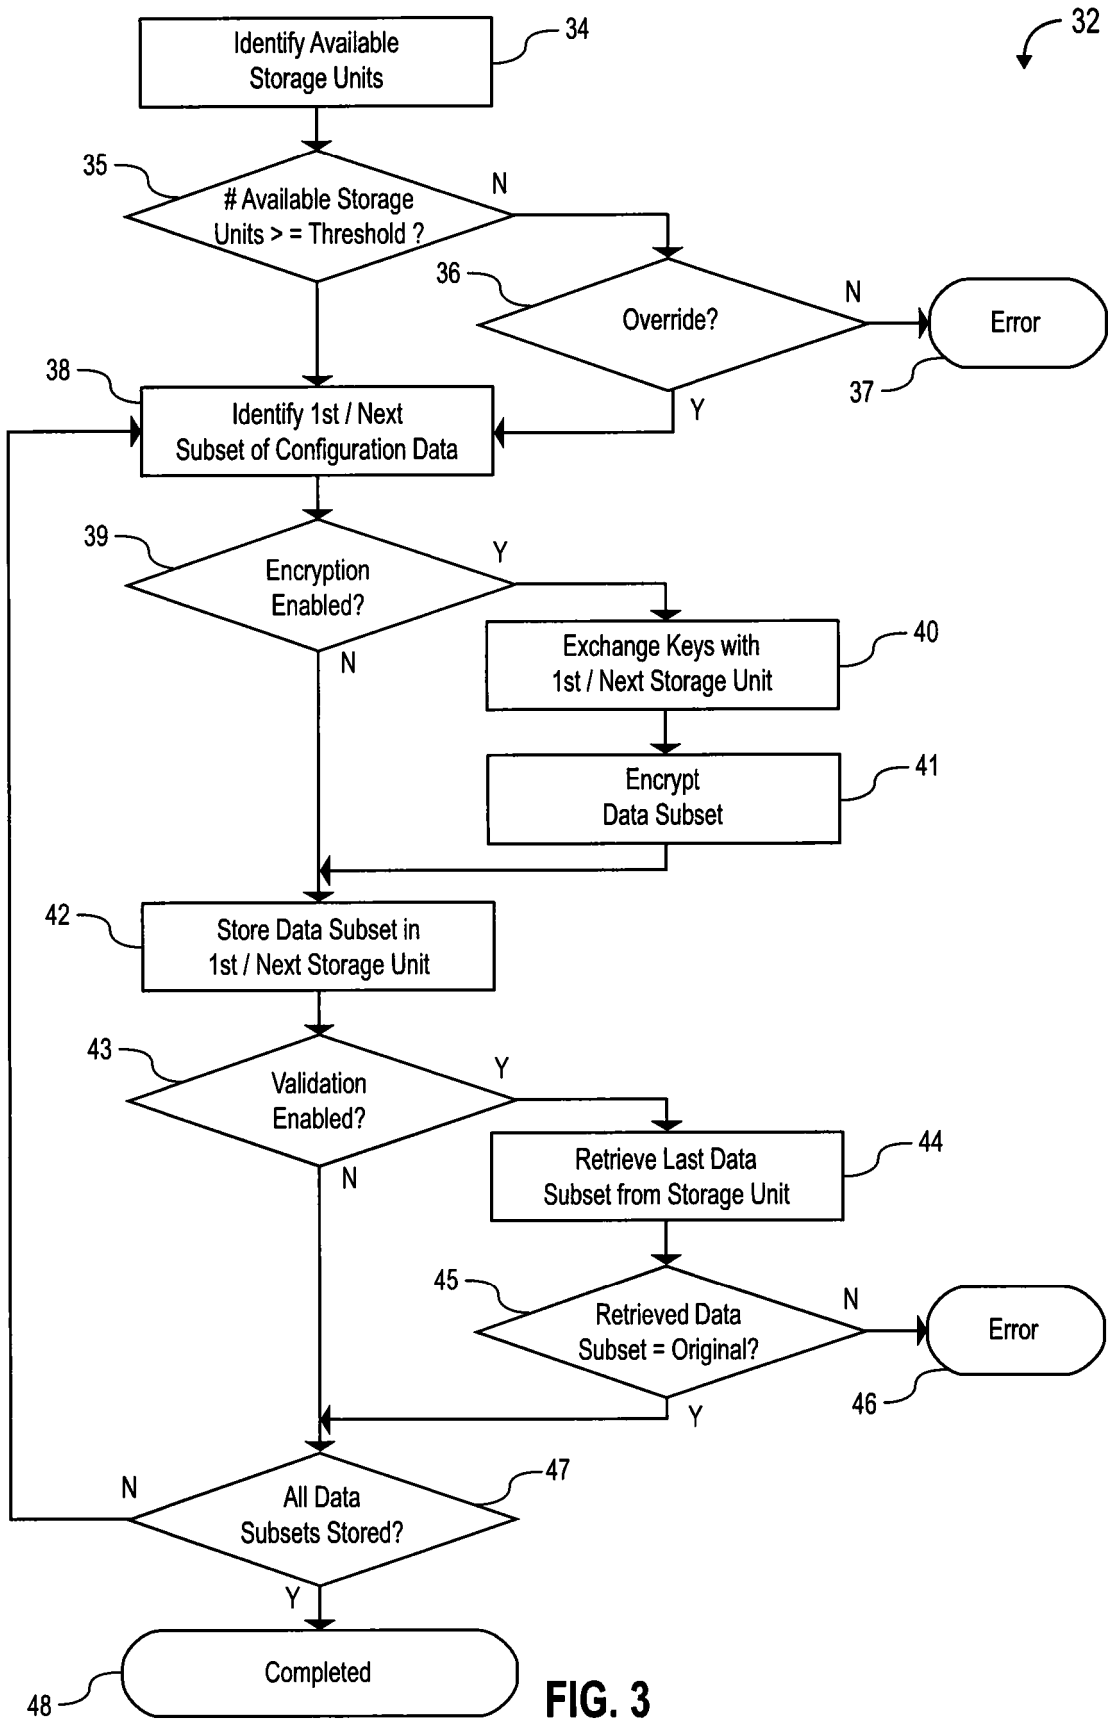 32
34
Identify Available
Storage Units
35
# Available Storage
Units > = Threshold ?
N
36
Override?
N
Error
37
Y
38
Identify 1st / Next
Subset of Configuration Data
39
Encryption
Enabled?
Y
N
Exchange Keys with
1st / Next Storage Unit
40
Encrypt
Data Subset
41
42
Store Data Subset in
1st / Next Storage Unit
43
Validation
Enabled?
Y
N
Retrieve Last Data
Subset from Storage Unit
44
45
Retrieved Data
Subset = Original?
N
Error
46
Y
47
All Data
Subsets Stored?
N
Y
Completed
48
FIG. 3